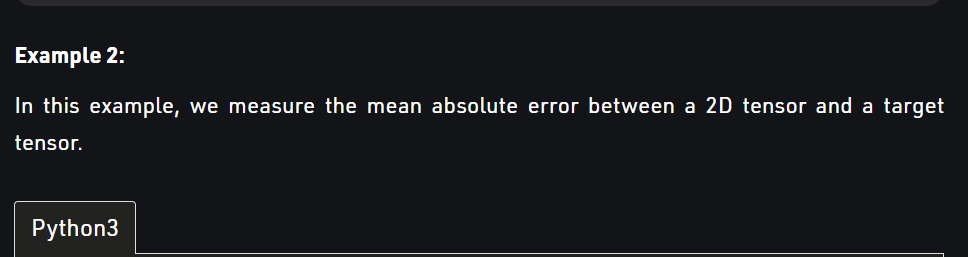 Example 2:
In this example, we measure the mean absolute error between a 2D tensor and a target
tensor.
Python3